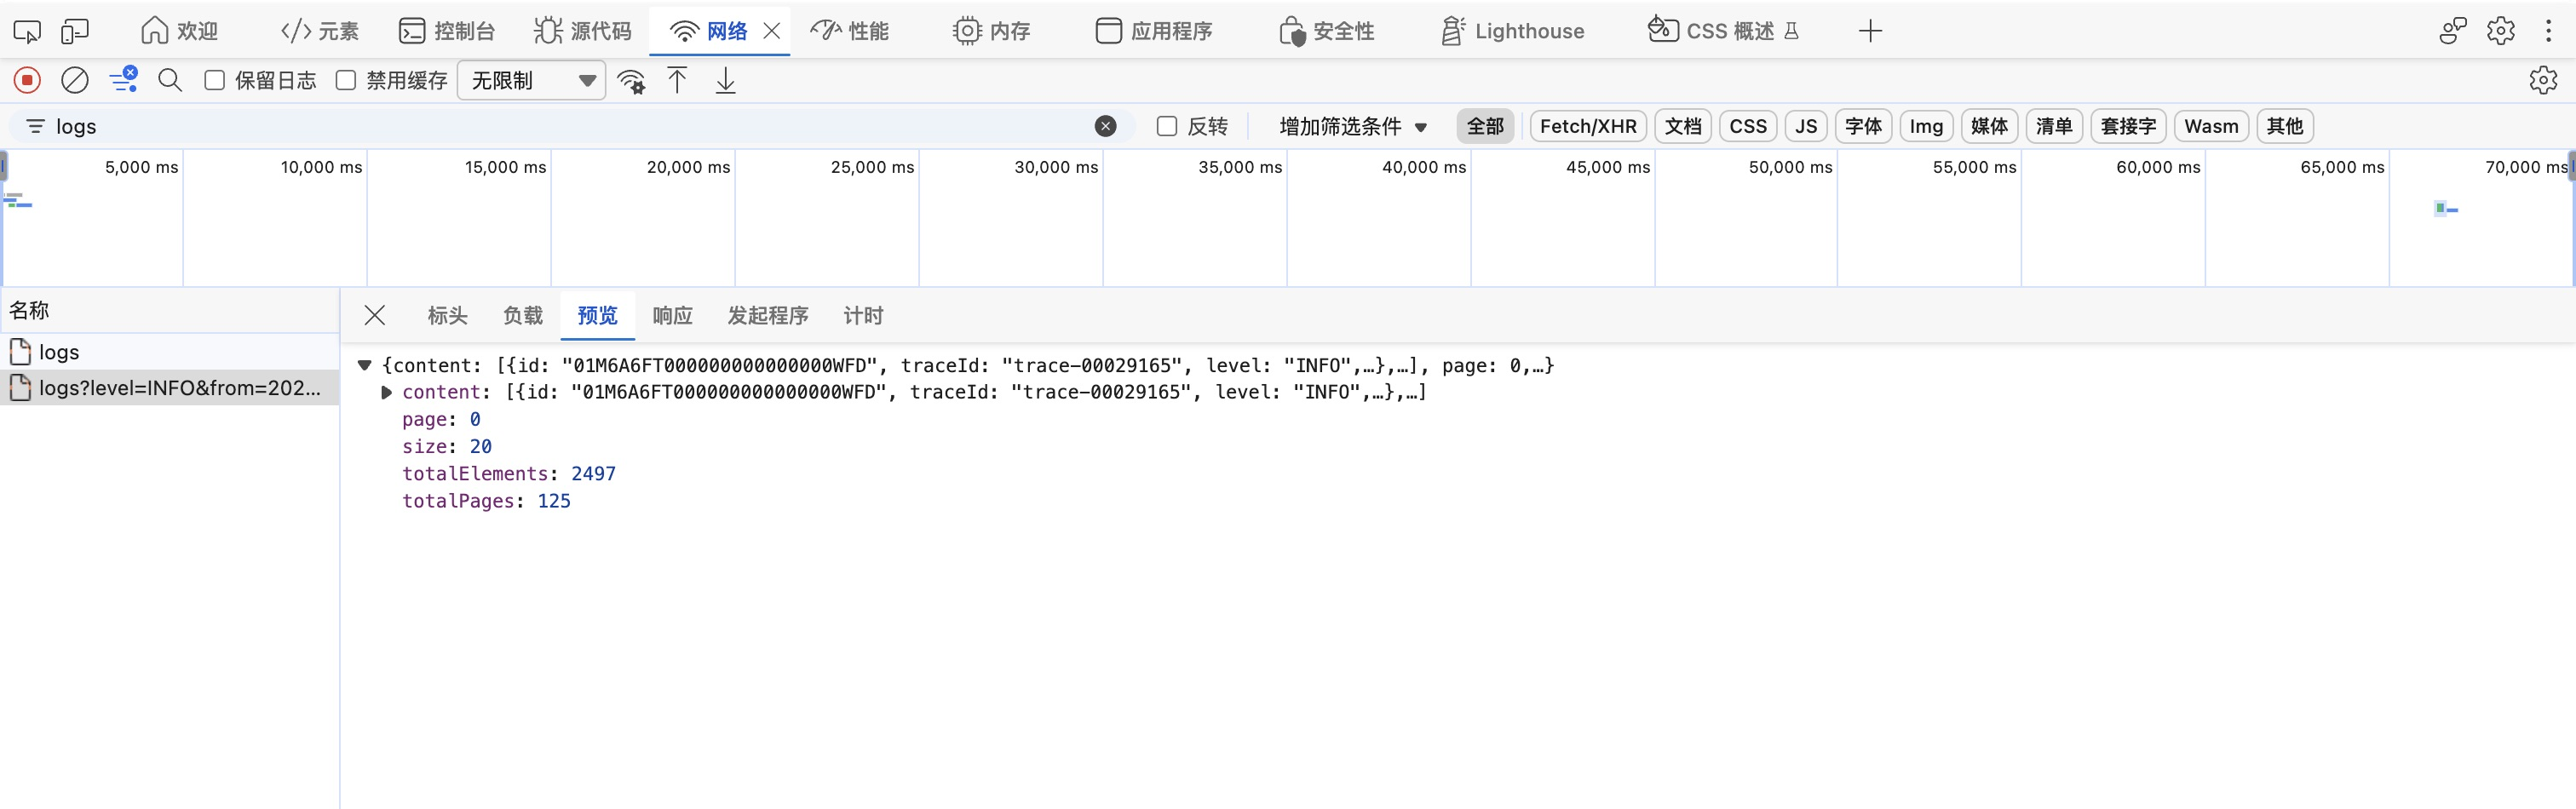 欢迎 </> 元素 控制台 源代码 网络 性能 内存 应用程序 安全性 Lighthouse CSS 概述
保留日志 禁用缓存 无限制
logs 反转 增加筛选条件 全部 Fetch/XHR 文档 CSS JS 字体 Img 媒体 清单 套接字 Wasm 其他
5,000 ms 10,000 ms 15,000 ms 20,000 ms 25,000 ms 30,000 ms 35,000 ms 40,000 ms 45,000 ms 50,000 ms 55,000 ms 60,000 ms 65,000 ms 70,000 ms
名称
logs
logs?level=INFO&from=202...
标头 负载 预览 响应 发起程序 计时
{content: [{id: "01M6A6FT000000000000000WFD", traceId: "trace-00029165", level: "INFO",…},…], page: 0,…}
content: [{id: "01M6A6FT000000000000000WFD", traceId: "trace-00029165", level: "INFO",…},…]
page: 0
size: 20
totalElements: 2497
totalPages: 125